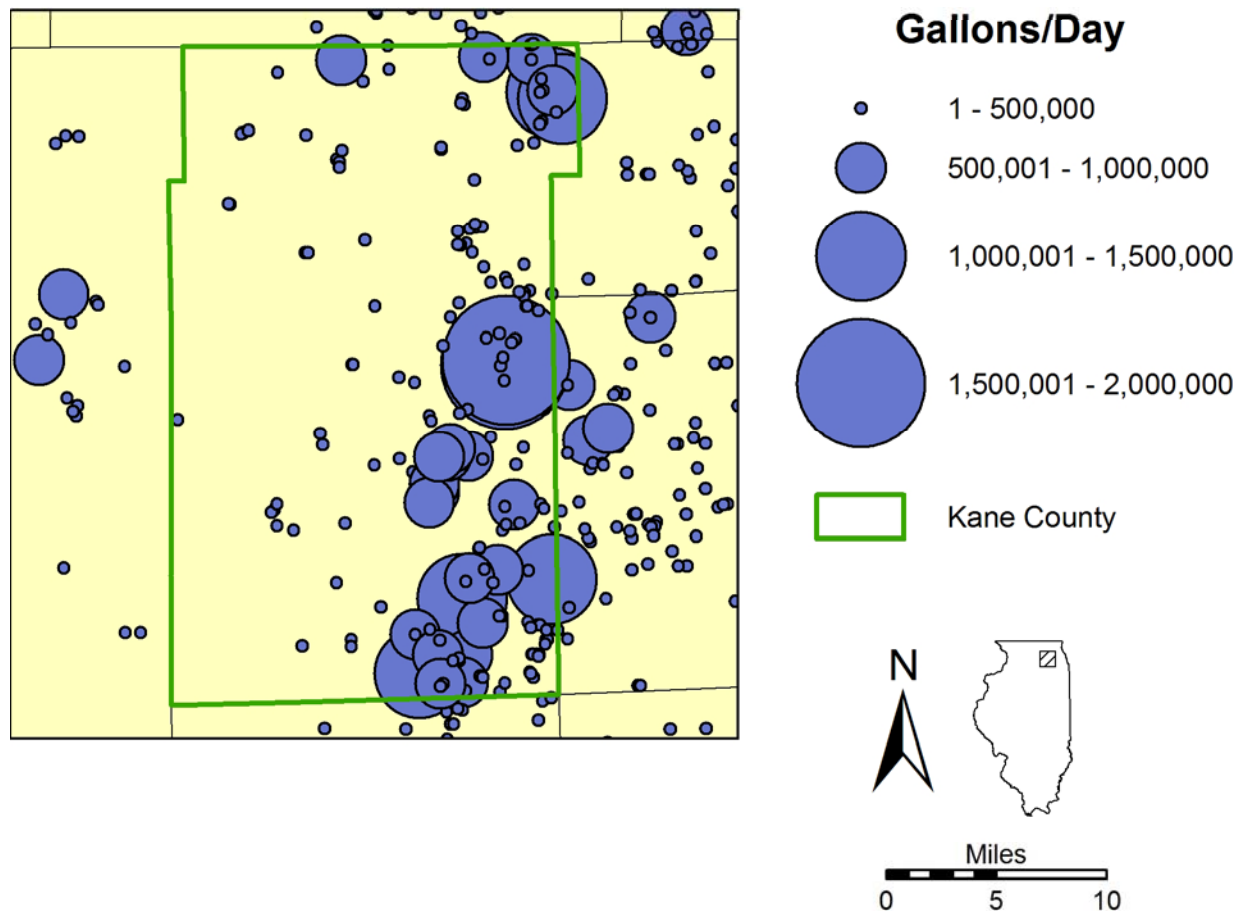 Gallons/Day
1 - 500,000
500,001 - 1,000,000
1,000,001 - 1,500,000
1,500,001 - 2,000,000
Kane County
N
Miles
0 5 10